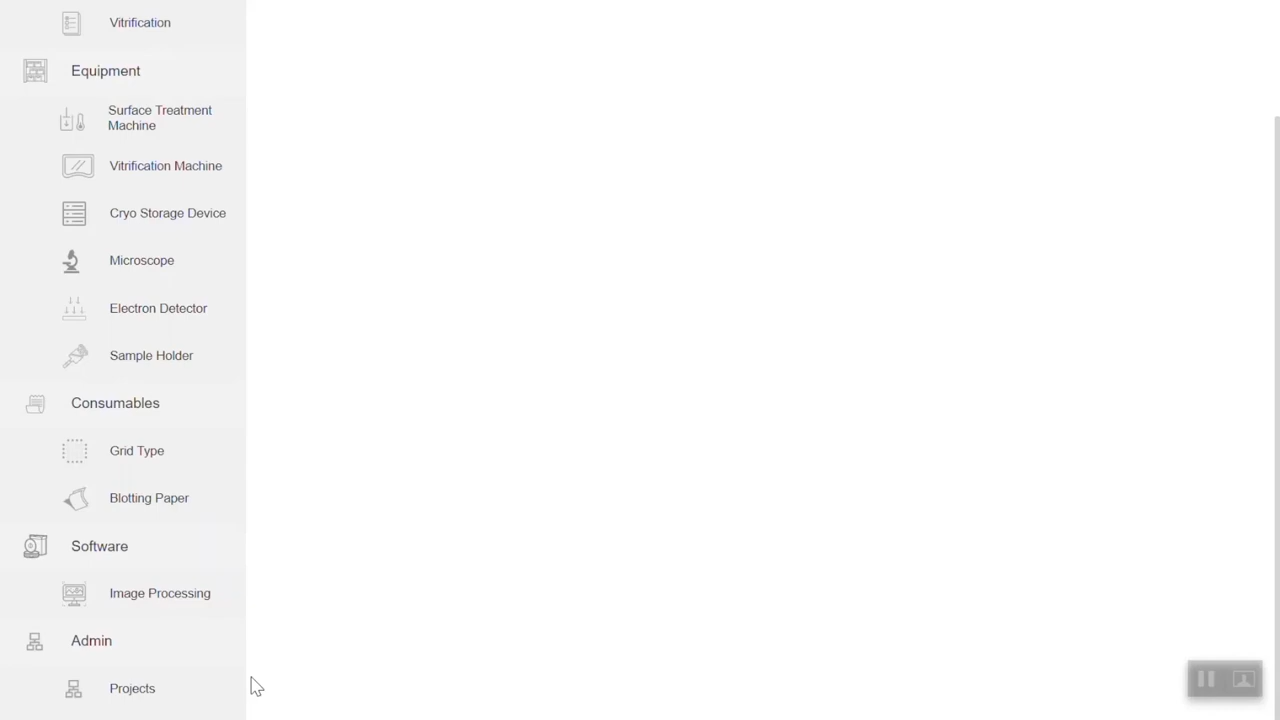 Vitrification
Equipment
Surface Treatment
Machine
Vitrification Machine
Cryo Storage Device
Microscope
Electron Detector
Sample Holder
Consumables
Grid Type
Blotting Paper
Software
Image Processing
Admin
Projects